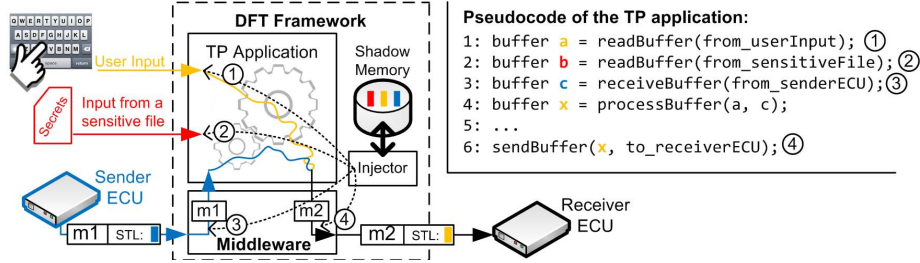 QWERTYUIOP
ASDFGHJKL
DFT Framework
TP Application
User Input
Shadow
Memory
Secrets
Input from a
sensitive file
Injector
Sender
ECU
m1
m2
Middleware
m1 STL:
m2 STL:
Receiver
ECU
1
2
3
4
Pseudocode of the TP application:
1: buffer a = readBuffer(from_userInput); 1
2: buffer b = readBuffer(from_sensitiveFile); 2
3: buffer c = receiveBuffer(from_senderECU); 3
4: buffer x = processBuffer(a, c);
5: ...
6: sendBuffer(x, to_receiverECU); 4